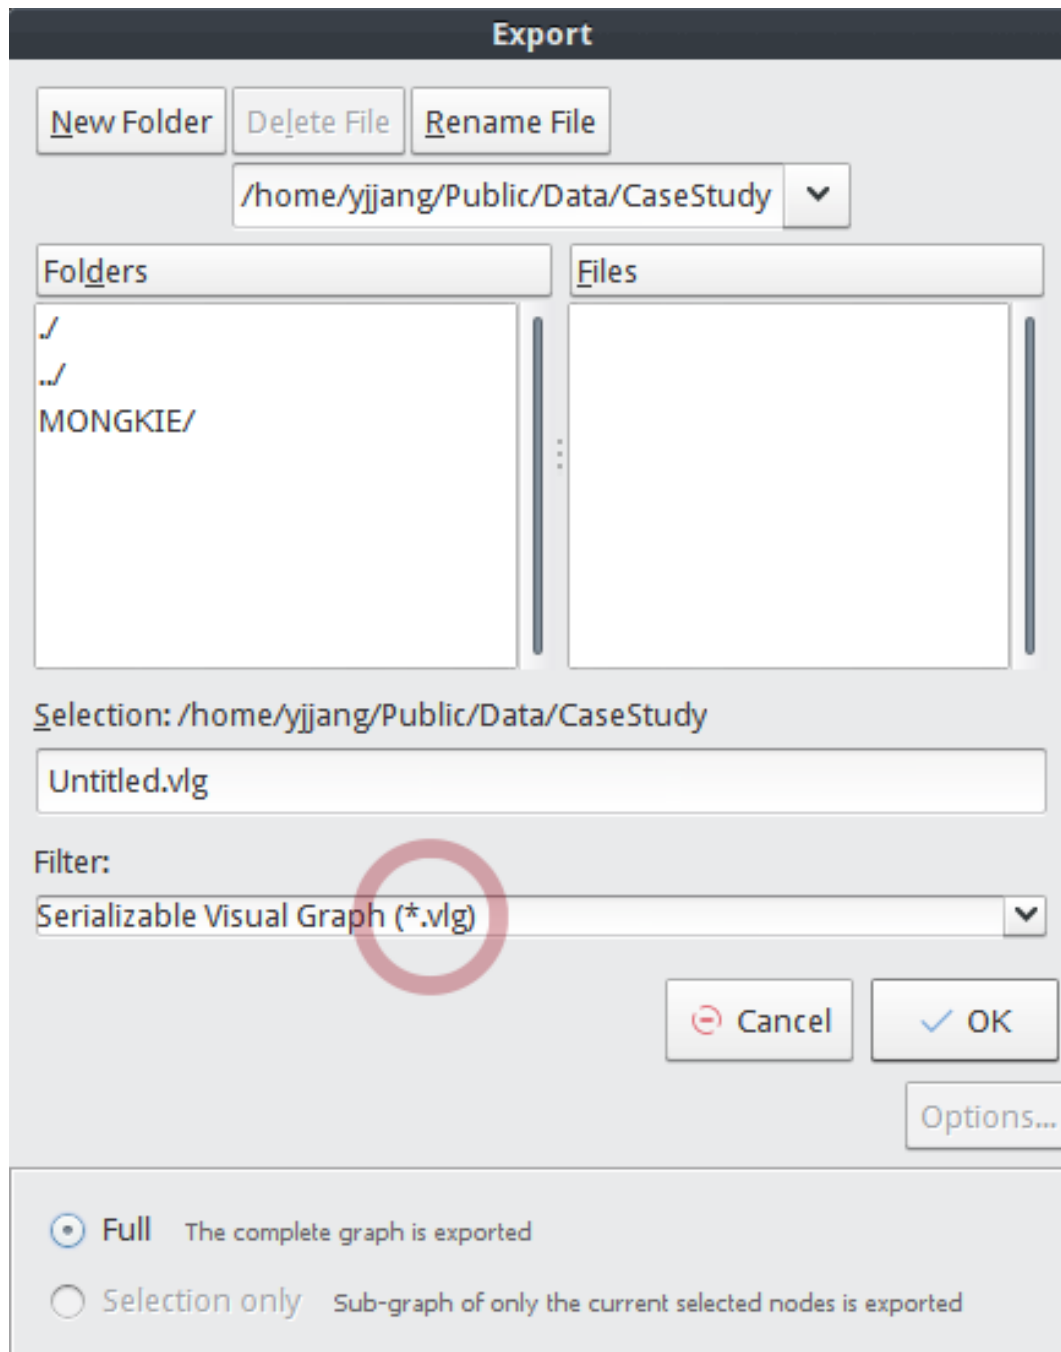 Export
New Folder Delete File Rename File
/home/yjjang/Public/Data/CaseStudy
Folders Files
./
../
MONGKIE/
Selection: /home/yjjang/Public/Data/CaseStudy
Untitled.vlg
Filter:
Serializable Visual Graph (*.vlg)
Cancel OK
Options...
Full The complete graph is exported
Selection only Sub-graph of only the current selected nodes is exported